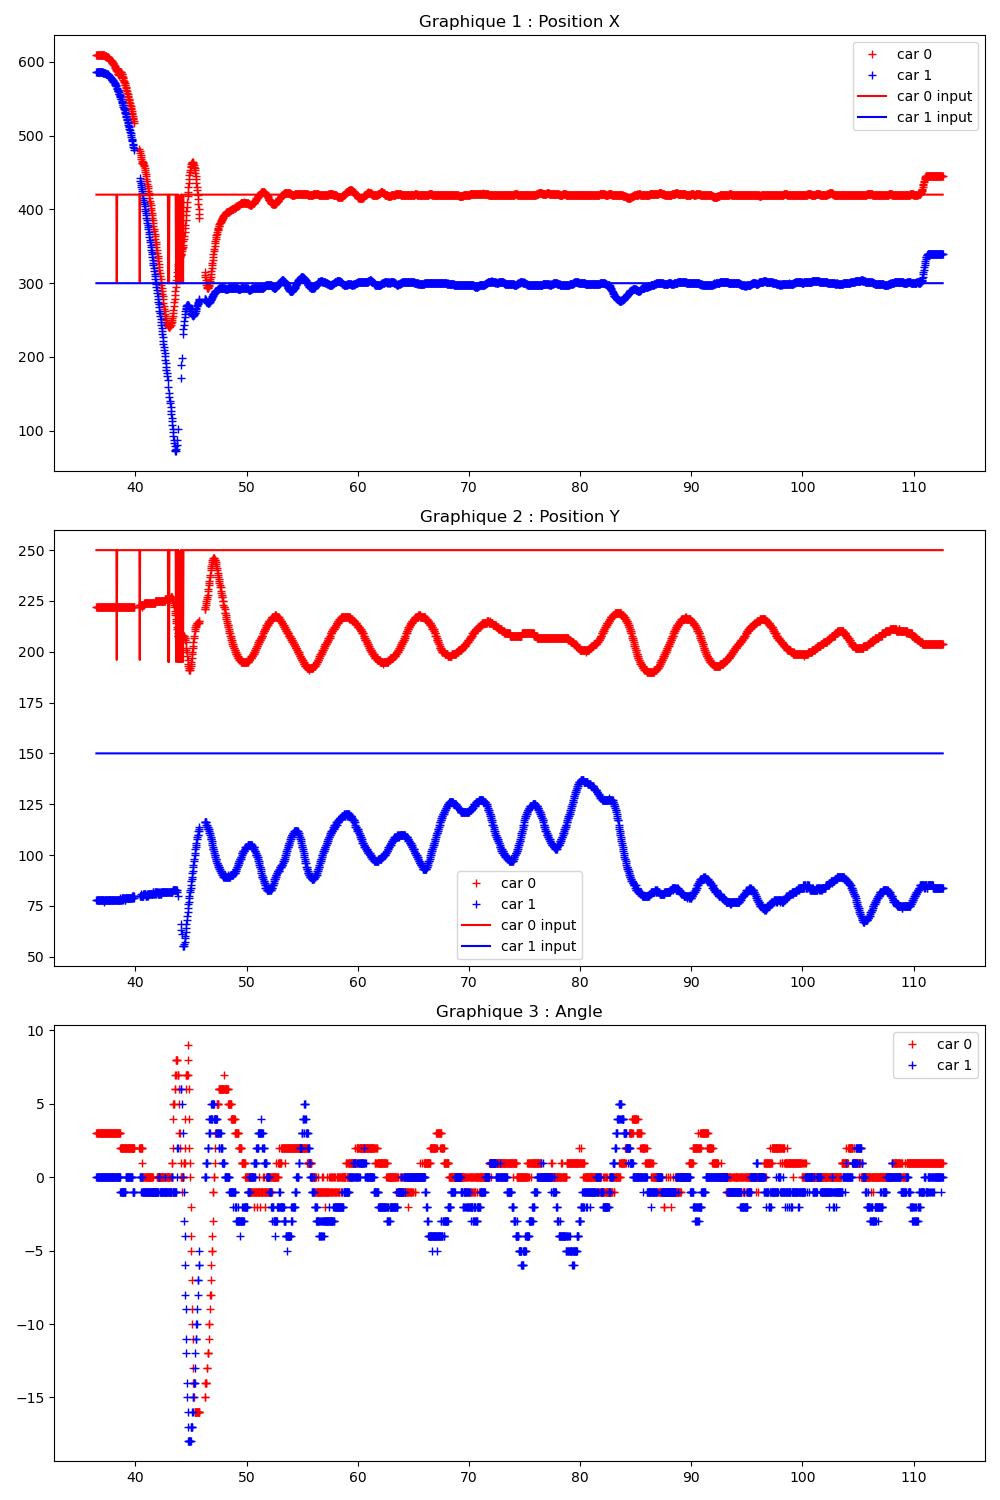 Graphique 1 : Position X
600
500
400
300
200
100
car 0
car 1
car 0 input
car 1 input
40 50 60 70 80 90 100 110
Graphique 2 : Position Y
250
225
200
175
150
125
100
75
50
car 0
car 1
car 0 input
car 1 input
40 50 60 70 80 90 100 110
Graphique 3 : Angle
10
5
0
−5
−10
−15
car 0
car 1
40 50 60 70 80 90 100 110